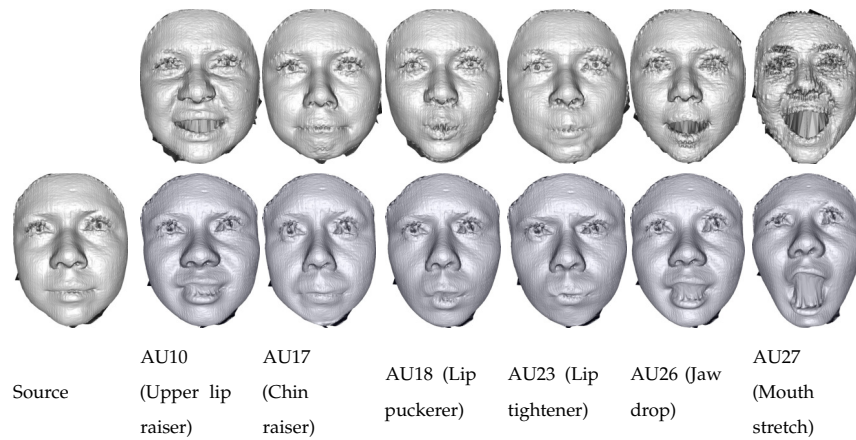 Source
AU10
(Upper lip
raiser)
AU17
(Chin
raiser)
AU18 (Lip
puckerer)
AU23 (Lip
tightener)
AU26 (Jaw
drop)
AU27
(Mouth
stretch)